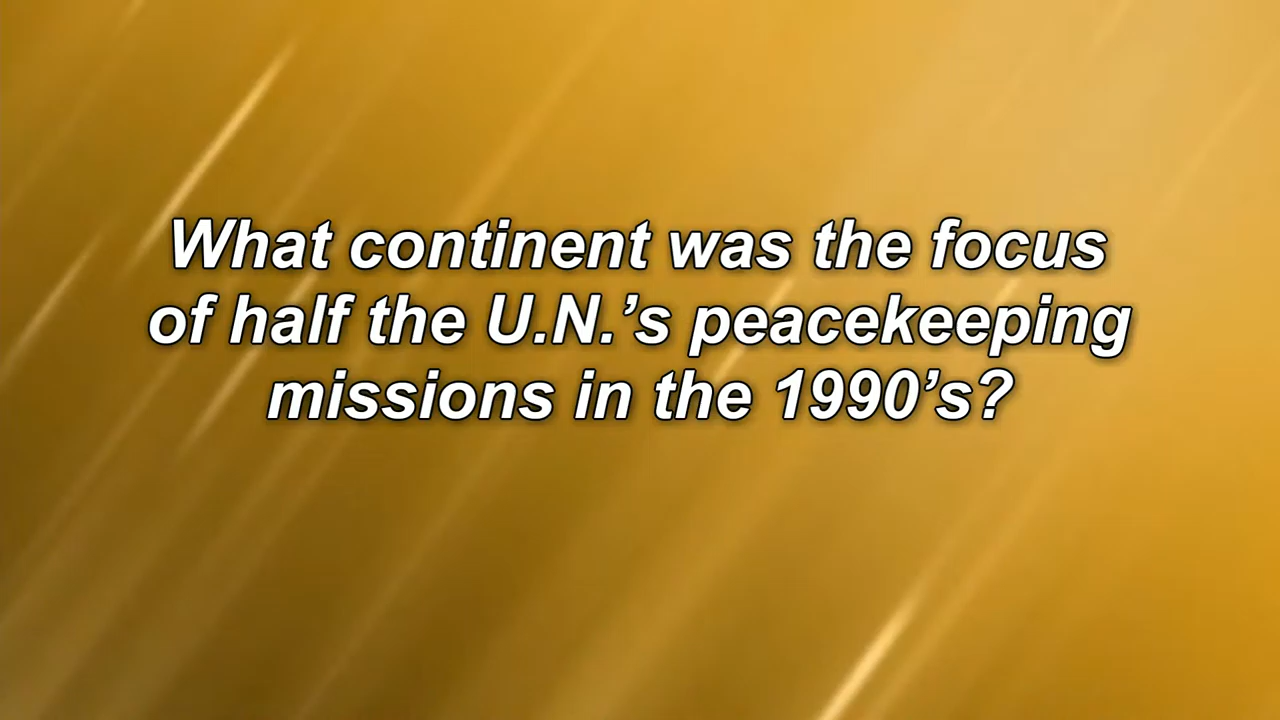 What continent was the focus
of half the U.N.’s peacekeeping
missions in the 1990’s?